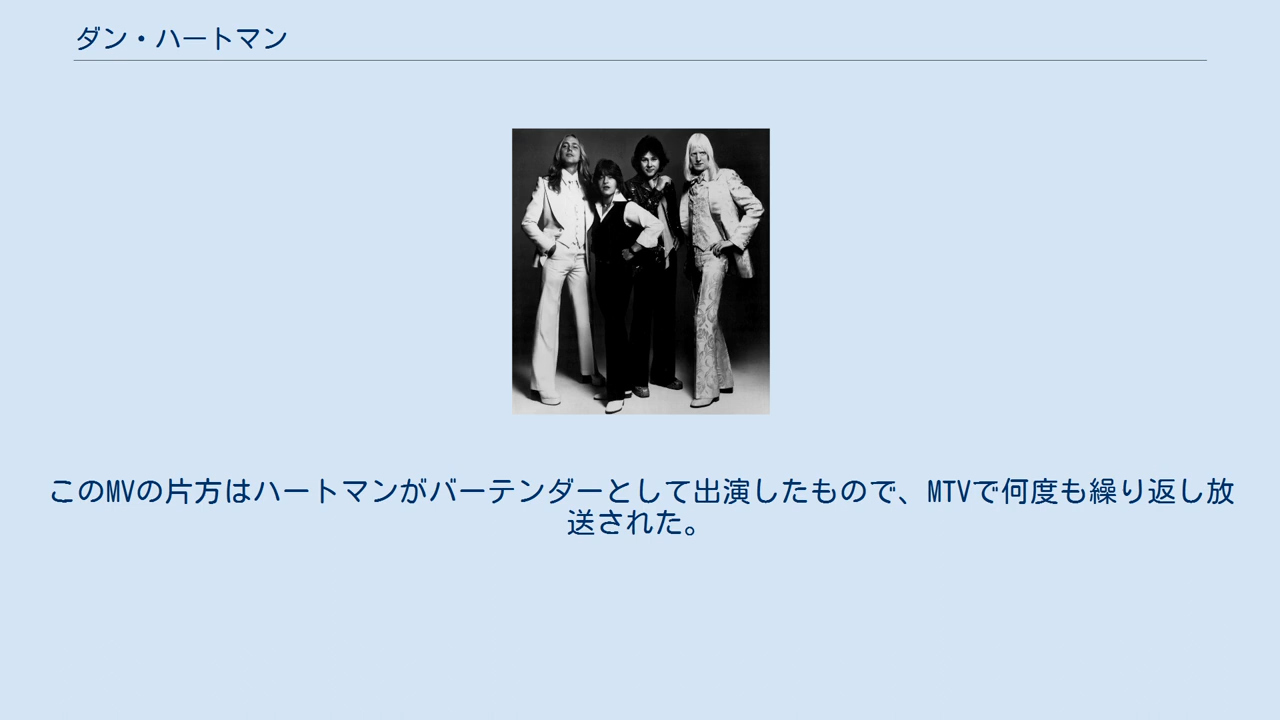 ダン・ハートマン
このMVの片方はハートマンがバーテンダーとして出演したもので、MTVで何度も繰り返し放
送された。